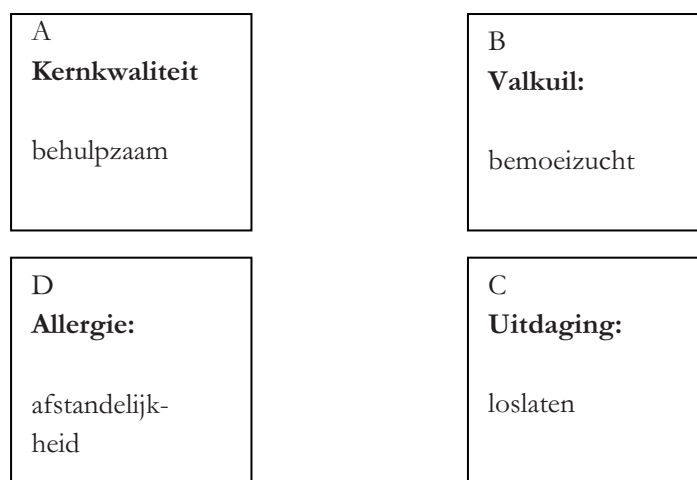 A
Kernkwaliteit
behulpzaam
B
Valkuil:
bemoeizucht
D
Allergie:
afstandelijk-
heid
C
Uitdaging:
loslaten